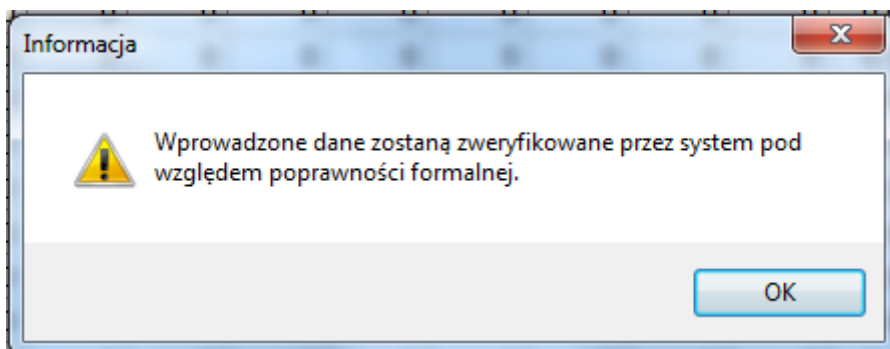 Informacja
Wprowadzone dane zostaną zweryfikowane przez system pod
względem poprawności formalnej.
OK